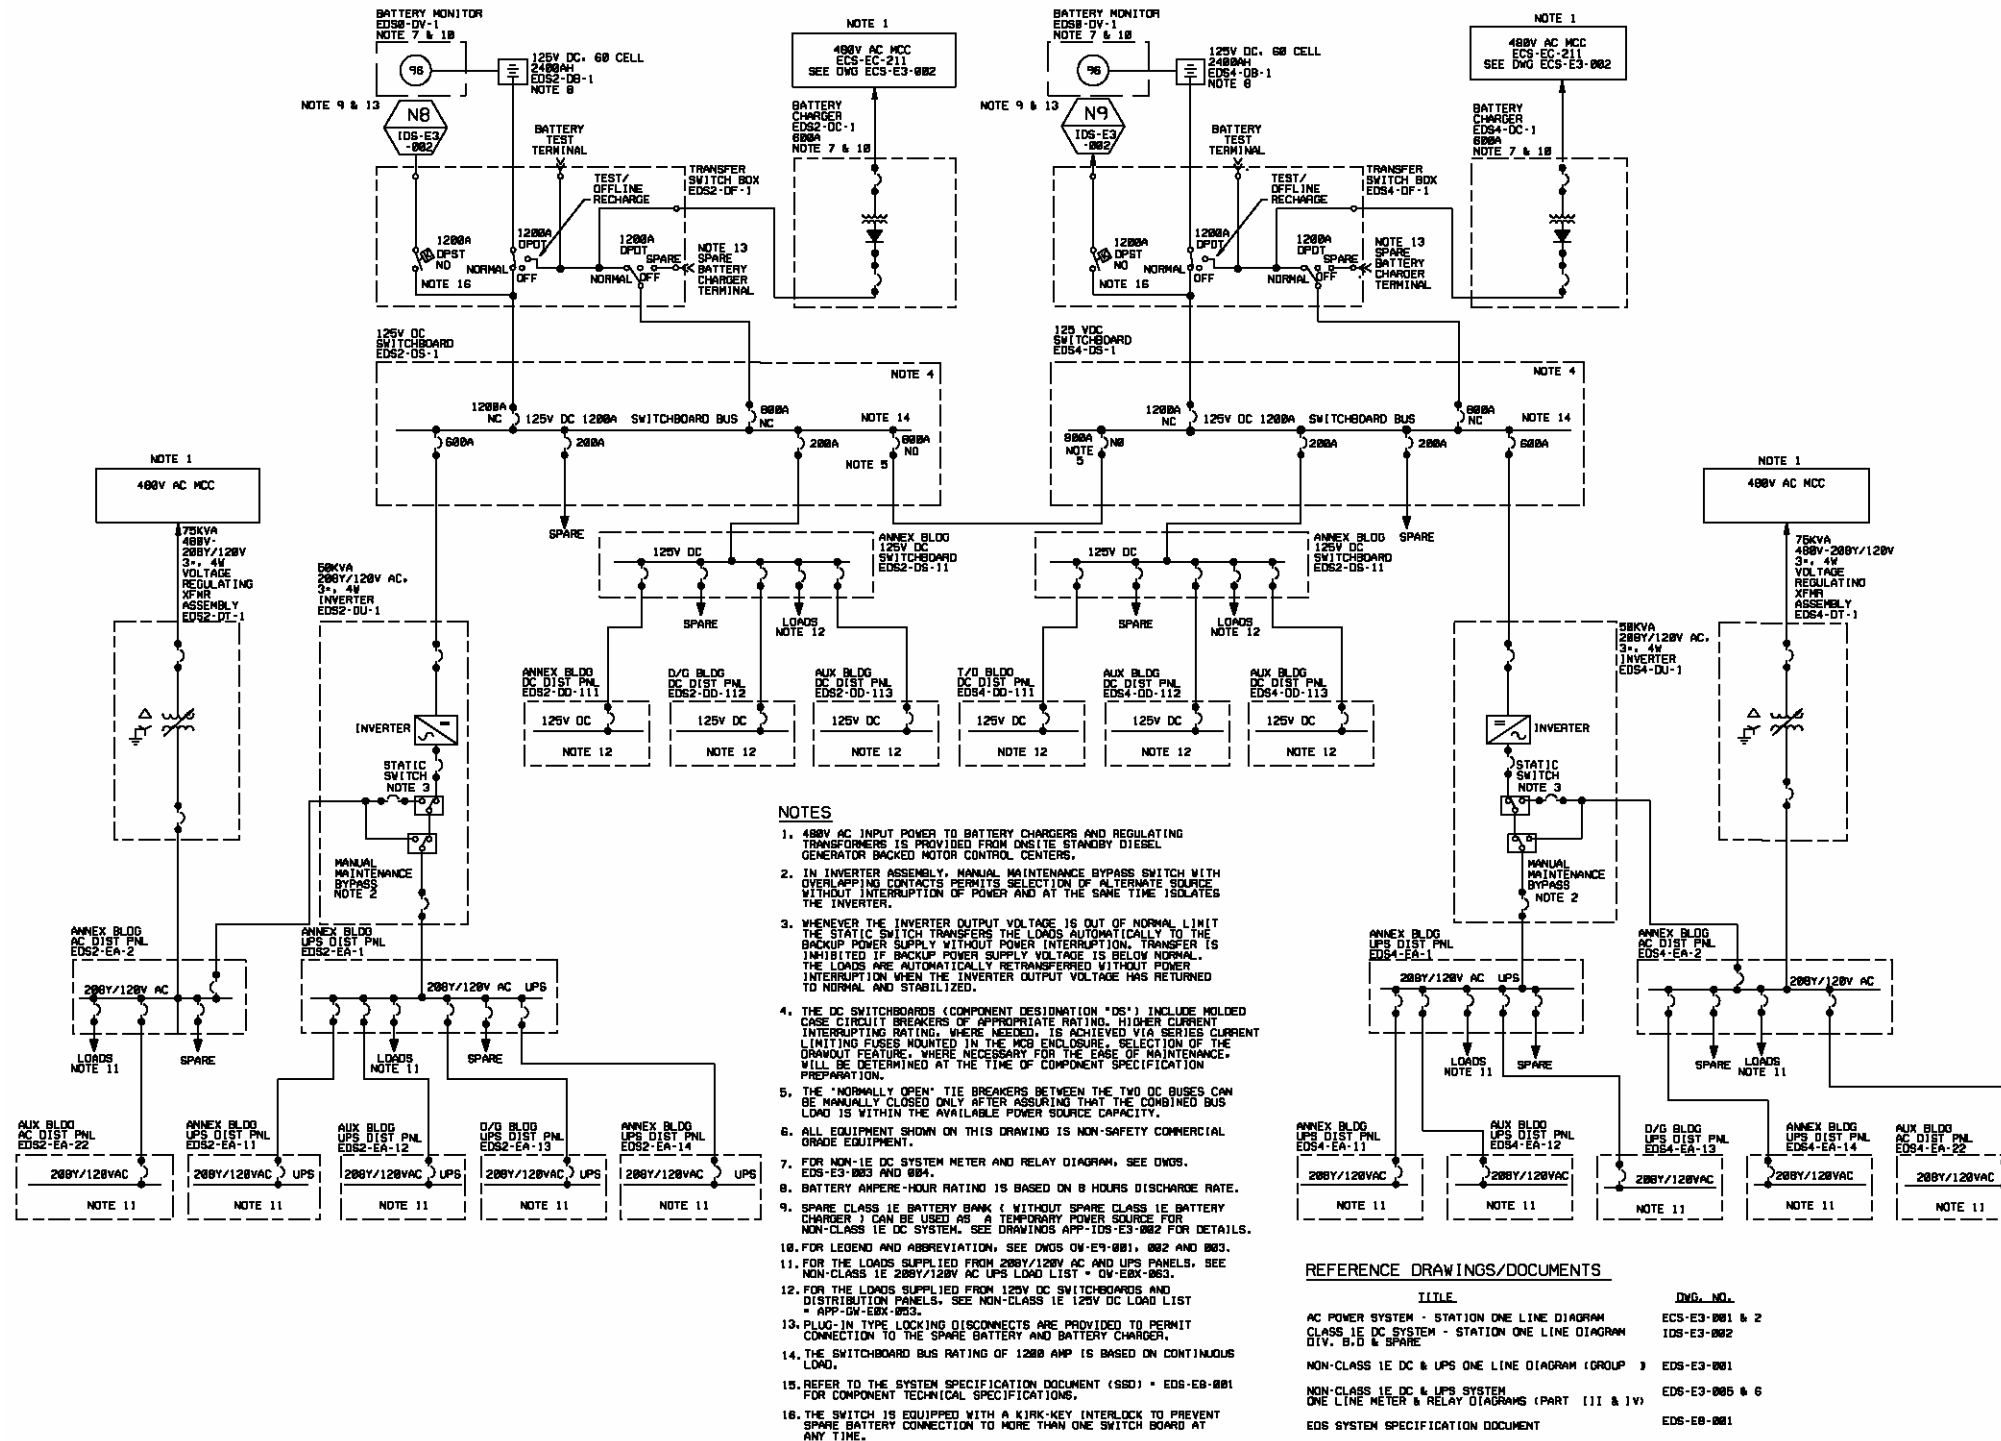 BATTERY MONITOR
EDS0-DV-1
NOTE 7 & 10
96
125V DC, 60 CELL
2400AH
EDS2-DB-1
NOTE 8
NOTE 9 & 13
N8
IDS-E3
-002
BATTERY
TEST
TERMINAL
NOTE 1
480V AC MCC
ECS-EC-211
SEE DWG ECS-E3-002
BATTERY
CHARGER
EDS2-DC-1
600A
NOTE 7 & 10
TRANSFER
SWITCH BOX
EDS2-DF-1
TEST/
OFFLINE
RECHARGE
1200A
DPST
NO
NOTE 16
1200A
DPDT
NORMAL
OFF
1200A
DPDT
SPARE
NORMAL
OFF
NOTE 13
SPARE
BATTERY
CHARGER
TERMINAL
BATTERY MONITOR
EDS0-DV-1
NOTE 7 & 10
96
125V DC, 60 CELL
2400AH
EDS4-DB-1
NOTE 8
NOTE 9 & 13
N9
IDS-E3
-002
BATTERY
TEST
TERMINAL
NOTE 1
480V AC MCC
ECS-EC-211
SEE DWG ECS-E3-002
BATTERY
CHARGER
EDS4-DC-1
600A
NOTE 7 & 10
TRANSFER
SWITCH BOX
EDS4-DF-1
TEST/
OFFLINE
RECHARGE
1200A
DPST
NO
NOTE 16
1200A
DPDT
NORMAL
OFF
1200A
DPDT
SPARE
NORMAL
OFF
NOTE 13
SPARE
BATTERY
CHARGER
TERMINAL
125V DC
SWITCHBOARD
EDS2-DS-1
NOTE 4
1200A
NC
125V DC 1200A SWITCHBOARD BUS
800A
NC
NOTE 14
600A
200A
200A
800A
NO
NOTE 5
SPARE
125 VDC
SWITCHBOARD
EDS4-DS-1
NOTE 4
1200A
NC
125V DC 1200A SWITCHBOARD BUS
800A
NC
NOTE 14
800A
NO
NOTE
5
200A
200A
600A
SPARE
NOTE 1
480V AC MCC
75KVA
480V-
208Y/120V
3", 4W
VOLTAGE
REGULATING
XFMR
ASSEMBLY
EDS2-DT-1
50KVA
208Y/120V AC,
3", 4W
INVERTER
EDS2-DU-1
INVERTER
STATIC
SWITCH
NOTE 3
MANUAL
MAINTENANCE
BYPASS
NOTE 2
ANNEX BLDG
125V DC
SWITCHBOARD
EDS2-DS-11
125V DC
SPARE
LOADS
NOTE 12
ANNEX BLDG
125V DC
SWITCHBOARD
EDS2-DS-11
125V DC
SPARE
LOADS
NOTE 12
ANNEX BLDG
DC DIST PNL
EDS2-DD-111
125V DC
NOTE 12
D/G BLDG
DC DIST PNL
EDS2-DD-112
125V DC
NOTE 12
AUX BLDG
DC DIST PNL
EDS2-DD-113
125V DC
NOTE 12
T/D BLDG
DC DIST PNL
EDS4-DD-111
125V DC
NOTE 12
AUX BLDG
DC DIST PNL
EDS4-DD-112
125V DC
NOTE 12
AUX BLDG
DC DIST PNL
EDS4-DD-113
125V DC
NOTE 12
NOTE 1
480V AC MCC
75KVA
480V-208Y/120V
3", 4W
VOLTAGE
REGULATING
XFMR
ASSEMBLY
EDS4-DT-1
50KVA
208Y/120V AC,
3", 4W
INVERTER
EDS4-DU-1
INVERTER
STATIC
SWITCH
NOTE 3
MANUAL
MAINTENANCE
BYPASS
NOTE 2
ANNEX BLDG
AC DIST PNL
EDS2-EA-2
208Y/120V AC
LOADS
NOTE 11
SPARE
ANNEX BLDG
UPS DIST PNL
EDS2-EA-1
208Y/120V AC UPS
LOADS
NOTE 11
SPARE
AUX BLDG
AC DIST PNL
EDS2-EA-22
208Y/120VAC
NOTE 11
ANNEX BLDG
UPS DIST PNL
EDS2-EA-11
208Y/120VAC UPS
NOTE 11
AUX BLDG
UPS DIST PNL
EDS2-EA-12
208Y/120VAC UPS
NOTE 11
D/G BLDG
UPS DIST PNL
EDS2-EA-13
208Y/120VAC UPS
NOTE 11
ANNEX BLDG
UPS DIST PNL
EDS2-EA-14
208Y/120VAC UPS
NOTE 11
ANNEX BLDG
UPS DIST PNL
EDS4-EA-1
208Y/120V AC UPS
LOADS
NOTE 11
SPARE
ANNEX BLDG
AC DIST PNL
EDS4-EA-2
208Y/120V AC
SPARE
LOADS
NOTE 11
ANNEX BLDG
UPS DIST PNL
EDS4-EA-11
208Y/120VAC
NOTE 11
AUX BLDG
UPS DIST PNL
EDS4-EA-12
208Y/120VAC
NOTE 11
D/G BLDG
UPS DIST PNL
EDS4-EA-13
208Y/120VAC
NOTE 11
ANNEX BLDG
UPS DIST PNL
EDS4-EA-14
208Y/120VAC
NOTE 11
AUX BLDG
AC DIST PNL
EDS4-EA-22
208Y/120VAC
NOTE 11
NOTES
1. 480V AC INPUT POWER TO BATTERY CHARGERS AND REGULATING
TRANSFORMERS IS PROVIDED FROM ONSITE STANDBY DIESEL
GENERATOR BACKED MOTOR CONTROL CENTERS.
2. IN INVERTER ASSEMBLY, MANUAL MAINTENANCE BYPASS SWITCH WITH
OVERLAPPING CONTACTS PERMITS SELECTION OF ALTERNATE SOURCE
WITHOUT INTERRUPTION OF POWER AND AT THE SAME TIME ISOLATES
THE INVERTER.
3. WHENEVER THE INVERTER OUTPUT VOLTAGE IS OUT OF NORMAL LIMIT
THE STATIC SWITCH TRANSFERS THE LOADS AUTOMATICALLY TO THE
BACKUP POWER SUPPLY WITHOUT POWER INTERRUPTION. TRANSFER IS
INHIBITED IF BACKUP POWER SUPPLY VOLTAGE IS BELOW NORMAL.
THE LOADS ARE AUTOMATICALLY RETRANSFERRED WITHOUT POWER
INTERRUPTION WHEN THE INVERTER OUTPUT VOLTAGE HAS RETURNED
TO NORMAL AND STABILIZED.
4. THE DC SWITCHBOARDS (COMPONENT DESIGNATION "DS") INCLUDE MOLDED
CASE CIRCUIT BREAKERS OF APPROPRIATE RATING. HIGHER CURRENT
INTERRUPTING RATING, WHERE NEEDED, IS ACHIEVED VIA SERIES CURRENT
LIMITING FUSES MOUNTED IN THE MCB ENCLOSURE. SELECTION OF THE
DRAWOUT FEATURE, WHERE NECESSARY FOR THE EASE OF MAINTENANCE,
WILL BE DETERMINED AT THE TIME OF COMPONENT SPECIFICATION
PREPARATION.
5. THE "NORMALLY OPEN" TIE BREAKERS BETWEEN THE TWO DC BUSES CAN
BE MANUALLY CLOSED ONLY AFTER ASSURING THAT THE COMBINED BUS
LOAD IS WITHIN THE AVAILABLE POWER SOURCE CAPACITY.
6. ALL EQUIPMENT SHOWN ON THIS DRAWING IS NON-SAFETY COMMERCIAL
GRADE EQUIPMENT.
7. FOR NON-1E DC SYSTEM METER AND RELAY DIAGRAM, SEE DWGS.
EDS-E3-003 AND 004.
8. BATTERY AMPERE-HOUR RATING IS BASED ON 8 HOURS DISCHARGE RATE.
9. SPARE CLASS 1E BATTERY BANK ( WITHOUT SPARE CLASS 1E BATTERY
CHARGER ) CAN BE USED AS A TEMPORARY POWER SOURCE FOR
NON-CLASS 1E DC SYSTEM. SEE DRAWINGS APP-IDS-E3-002 FOR DETAILS.
10. FOR LEGEND AND ABBREVIATION, SEE DWGS GW-E9-001, 002 AND 003.
11. FOR THE LOADS SUPPLIED FROM 208Y/120V AC AND UPS PANELS, SEE
NON-CLASS 1E 208Y/120V AC UPS LOAD LIST " GW-E0X-063.
12. FOR THE LOADS SUPPLIED FROM 125V DC SWITCHBOARDS AND
DISTRIBUTION PANELS, SEE NON-CLASS 1E 125V DC LOAD LIST
" APP-GW-E0X-053.
13. PLUG-IN TYPE LOCKING DISCONNECTS ARE PROVIDED TO PERMIT
CONNECTION TO THE SPARE BATTERY AND BATTERY CHARGER.
14. THE SWITCHBOARD BUS RATING OF 1200 AMP IS BASED ON CONTINUOUS
LOAD.
15. REFER TO THE SYSTEM SPECIFICATION DOCUMENT (SSD) " EDS-E8-001
FOR COMPONENT TECHNICAL SPECIFICATIONS.
16. THE SWITCH IS EQUIPPED WITH A KIRK-KEY INTERLOCK TO PREVENT
SPARE BATTERY CONNECTION TO MORE THAN ONE SWITCH BOARD AT
ANY TIME.
REFERENCE DRAWINGS/DOCUMENTS
TITLE DWG. NO.
AC POWER SYSTEM - STATION ONE LINE DIAGRAM ECS-E3-001 & 2
CLASS 1E DC SYSTEM - STATION ONE LINE DIAGRAM IDS-E3-002
DIV. B,D & SPARE
NON-CLASS 1E DC & UPS ONE LINE DIAGRAM (GROUP ) EDS-E3-001
NON-CLASS 1E DC & UPS SYSTEM EDS-E3-005 & 6
ONE LINE METER & RELAY DIAGRAMS (PART III & IV)
EDS SYSTEM SPECIFICATION DOCUMENT EDS-E8-001